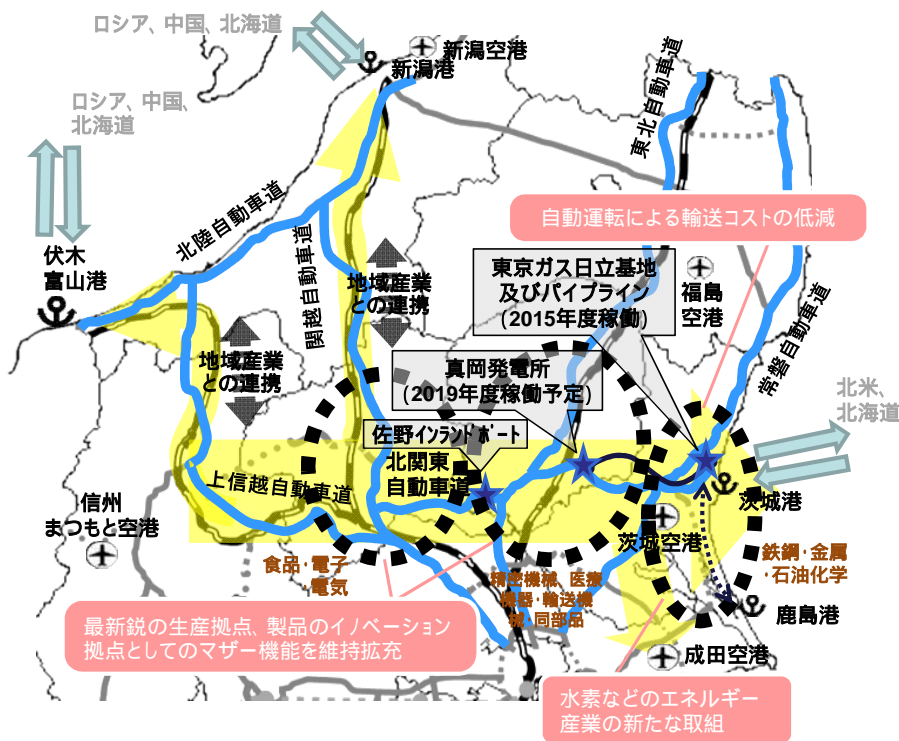 ロシア、中国、北海道
新潟空港
新潟港
ロシア、中国、
北海道
東北自動車道
自動運転による輸送コストの低減
北陸自動車道
関越自動車道
伏木
富山港
東京ガス日立基地
及びパイプライン
(2015年度稼働)
福島
空港
常磐自動車道
地域産業
との連携
地域産業
との連携
真岡発電所
(2019年度稼働予定)
北米、
北海道
佐野インランドポート
北関東
自動車道
上信越自動車道
信州
まつもと空港
茨城港
茨城空港
食品・電子
・電気
精密機械、医療
機器・輸送機
械・同部品
鉄鋼・金属
・石油化学
鹿島港
最新鋭の生産拠点、製品のイノベーション
拠点としてのマザー機能を維持拡充
成田空港
水素などのエネルギー
産業の新たな取組